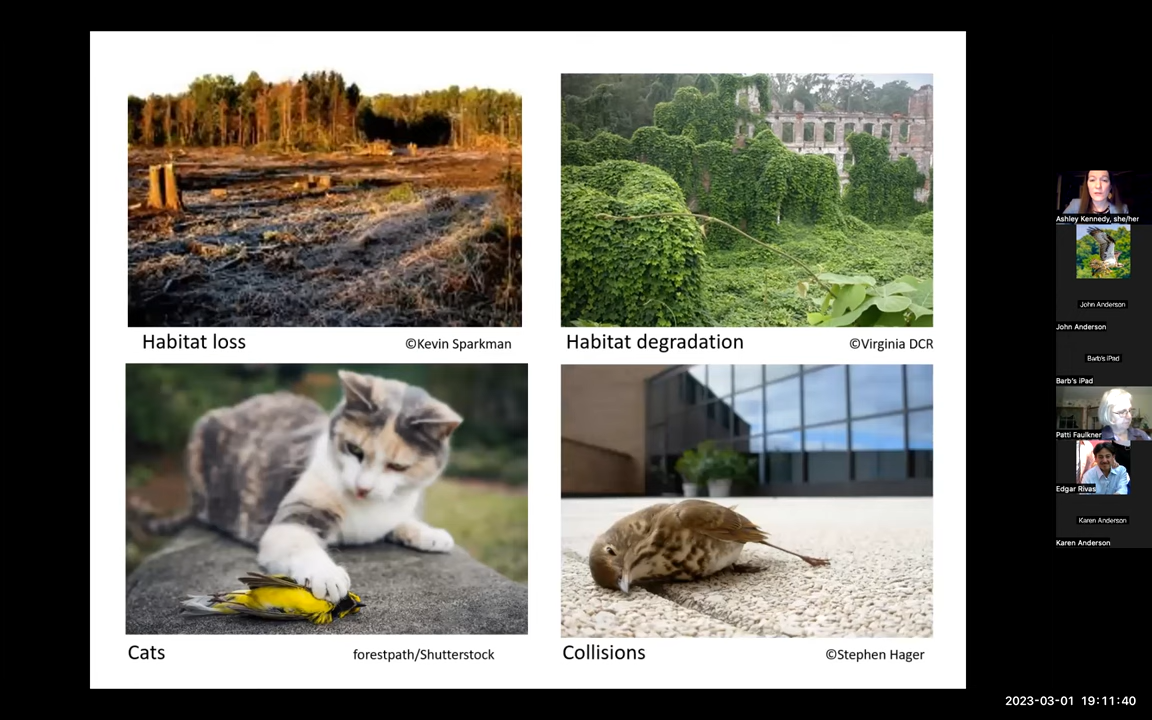 Habitat loss ©Kevin Sparkman
Habitat degradation ©Virginia DCR
Cats forestpath/Shutterstock
Collisions ©Stephen Hager
Ashley Kennedy, she/her
John Anderson
John Anderson
Barb's iPad
Barb's iPad
Patti Faulkner
Edgar Rivas
Karen Anderson
Karen Anderson
2023-03-01 19:11:40